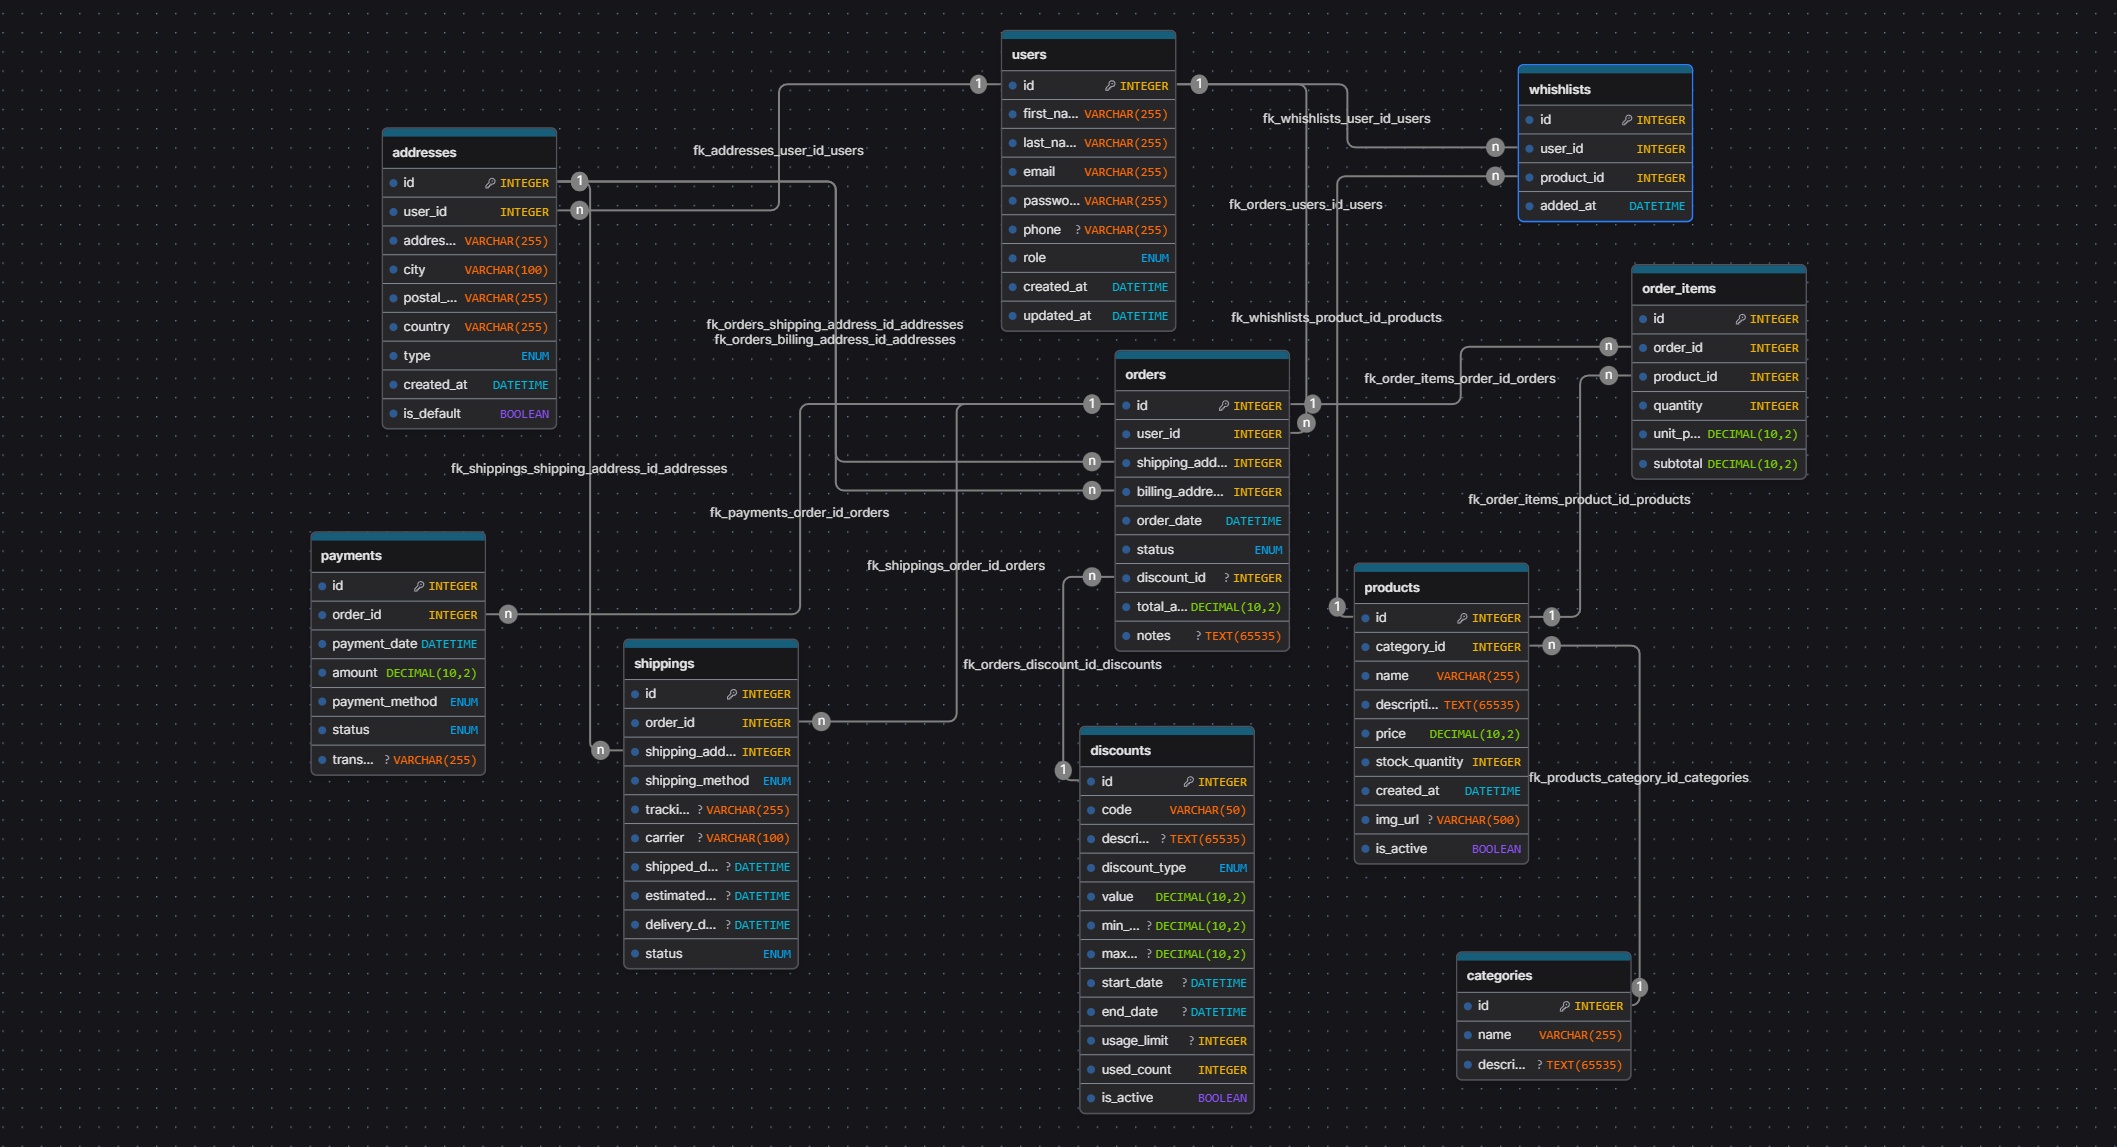 users
1 id INTEGER 1
first_na... VARCHAR(255)
last_na... VARCHAR(255)
email VARCHAR(255)
passwo... VARCHAR(255)
phone ? VARCHAR(255)
role ENUM
created_at DATETIME
updated_at DATETIME
whishlists
id INTEGER
n user_id INTEGER
n product_id INTEGER
added_at DATETIME
fk_whishlists_user_id_users
fk_addresses_user_id_users
fk_orders_users_id_users
addresses
id INTEGER 1
user_id INTEGER n
addres... VARCHAR(255)
city VARCHAR(100)
postal_... VARCHAR(255)
country VARCHAR(255)
type ENUM
created_at DATETIME
is_default BOOLEAN
fk_orders_shipping_address_id_addresses
fk_orders_billing_address_id_addresses
fk_whishlists_product_id_products
order_items
id INTEGER
n order_id INTEGER
n product_id INTEGER
quantity INTEGER
unit_p... DECIMAL(10,2)
subtotal DECIMAL(10,2)
fk_order_items_order_id_orders
orders
1 id INTEGER 1
user_id INTEGER n
n shipping_add... INTEGER
n billing_addre... INTEGER
order_date DATETIME
status ENUM
n discount_id ? INTEGER
total_a... DECIMAL(10,2)
notes ? TEXT(65535)
fk_shippings_shipping_address_id_addresses
fk_payments_order_id_orders
fk_order_items_product_id_products
fk_shippings_order_id_orders
payments
id INTEGER
order_id INTEGER n
payment_date DATETIME
amount DECIMAL(10,2)
payment_method ENUM
status ENUM
trans... ? VARCHAR(255)
shippings
id INTEGER
order_id INTEGER n
n shipping_add... INTEGER
shipping_method ENUM
tracki... ? VARCHAR(255)
carrier ? VARCHAR(100)
shipped_d... ? DATETIME
estimated... ? DATETIME
delivery_d... ? DATETIME
status ENUM
fk_orders_discount_id_discounts
products
1 id INTEGER 1
category_id INTEGER n
name VARCHAR(255)
descripti... TEXT(65535)
price DECIMAL(10,2)
stock_quantity INTEGER
created_at DATETIME
img_url ? VARCHAR(500)
is_active BOOLEAN
fk_products_category_id_categories
discounts
1 id INTEGER
code VARCHAR(50)
descri... ? TEXT(65535)
discount_type ENUM
value DECIMAL(10,2)
min_... ? DECIMAL(10,2)
max... ? DECIMAL(10,2)
start_date ? DATETIME
end_date ? DATETIME
usage_limit ? INTEGER
used_count INTEGER
is_active BOOLEAN
categories
id INTEGER 1
name VARCHAR(255)
descri... ? TEXT(65535)